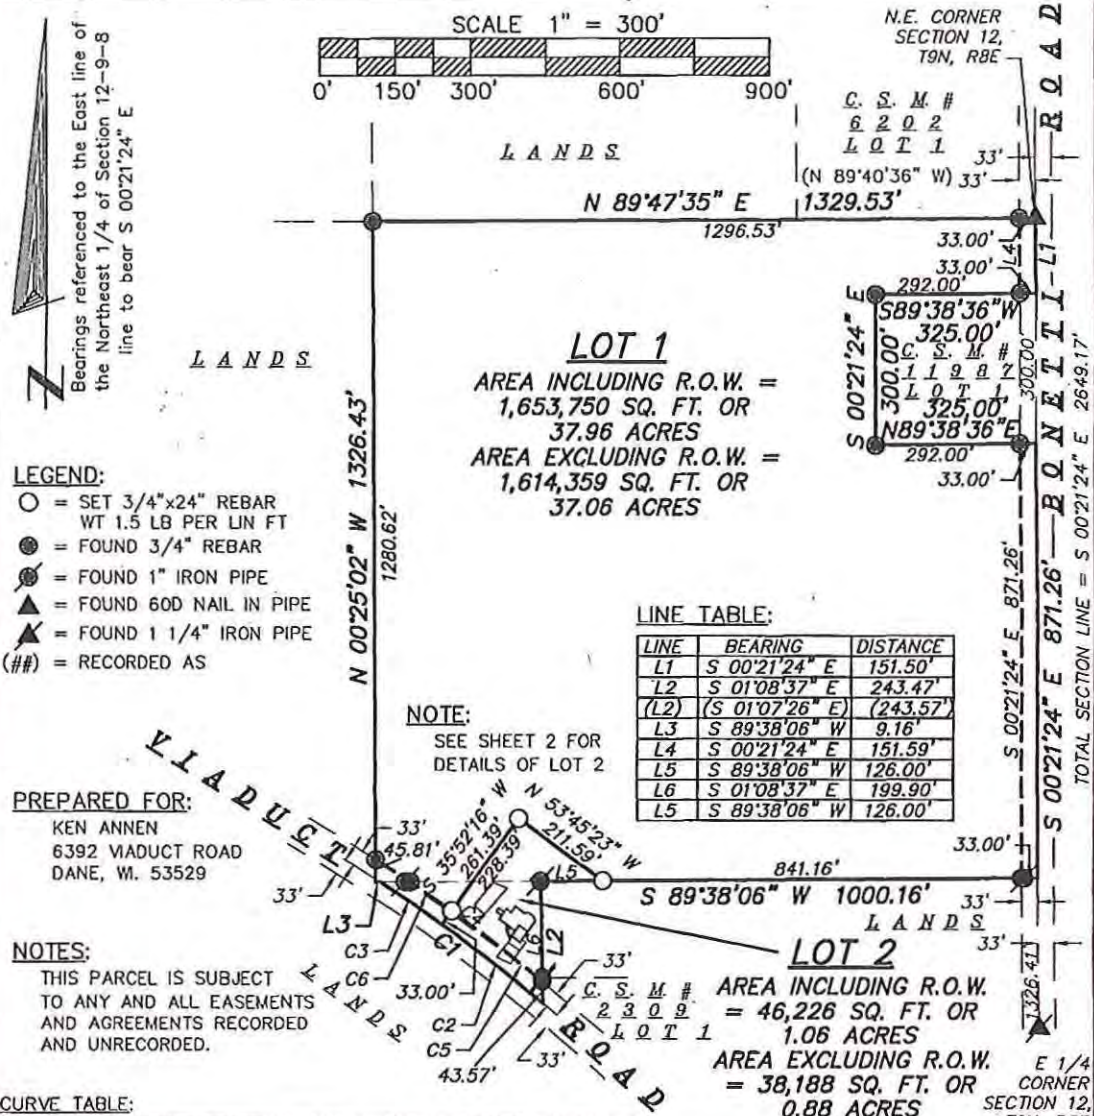 SCALE 1" = 300'
0' 150' 300' 600' 900'
Bearings referenced to the East line of
the Northeast 1/4 of Section 12-9-8
line to bear S 00°21'24" E
N
N.E. CORNER
SECTION 12,
T9N, R8E
C. S. M. #
6 2 0 2
L O T 1
L A N D S
33'
(N 89°40'36" W) 33'
N 89°47'35" E 1329.53'
1296.53'
33.00'
L4
L1
33.00'
292.00'
S89°38'36"W
325.00'
C. S. M. #
1 1 9 8 7
L O T 1
325.00'
N89°38'36"E
292.00'
33.00'
S 00°21'24" E
300.00'
300.00'
BONETTI ROAD
L A N D S
LOT 1
AREA INCLUDING R.O.W. =
1,653,750 SQ. FT. OR
37.96 ACRES
AREA EXCLUDING R.O.W. =
1,614,359 SQ. FT. OR
37.06 ACRES
N 00°25'02" W 1326.43'
1280.62'
S 00°21'24" E 871.26'
S 00°21'24" E 871.26'
TOTAL SECTION LINE = S 00°21'24" E 2649.17'
LEGEND:
= SET 3/4"x24" REBAR
WT 1.5 LB PER LIN FT
= FOUND 3/4" REBAR
= FOUND 1" IRON PIPE
= FOUND 60D NAIL IN PIPE
= FOUND 1 1/4" IRON PIPE
(##) = RECORDED AS
LINE TABLE:
LINE BEARING DISTANCE
L1 S 00°21'24" E 151.50'
L2 S 01°08'37" E 243.47'
(L2) (S 01°07'26" E) (243.57')
L3 S 89°38'06" W 9.16'
L4 S 00°21'24" E 151.59'
L5 S 89°38'06" W 126.00'
L6 S 01°08'37" E 199.90'
L5 S 89°38'06" W 126.00'
NOTE:
SEE SHEET 2 FOR
DETAILS OF LOT 2
VIADUCT ROAD
PREPARED FOR:
KEN ANNEN
6392 VIADUCT ROAD
DANE, WI. 53529
33'
45.81'
33'
S 35°52'16" W
261.39'
228.39'
N 53°45'23" W
211.59'
L5
841.16'
33.00'
S 89°38'06" W 1000.16'
33'
L A N D S
L3
C3
C6
C1
C4
L6
L2
33.00'
C2
C5
43.57'
33'
33'
L A N D S
C. S. M. #
2 3 0 9
L O T 1
NOTES:
THIS PARCEL IS SUBJECT
TO ANY AND ALL EASEMENTS
AND AGREEMENTS RECORDED
AND UNRECORDED.
LOT 2
AREA INCLUDING R.O.W.
= 46,226 SQ. FT. OR
1.06 ACRES
AREA EXCLUDING R.O.W.
= 38,188 SQ. FT. OR
0.88 ACRES
33'
1326.41'
E 1/4
CORNER
SECTION 12,
CURVE TABLE: